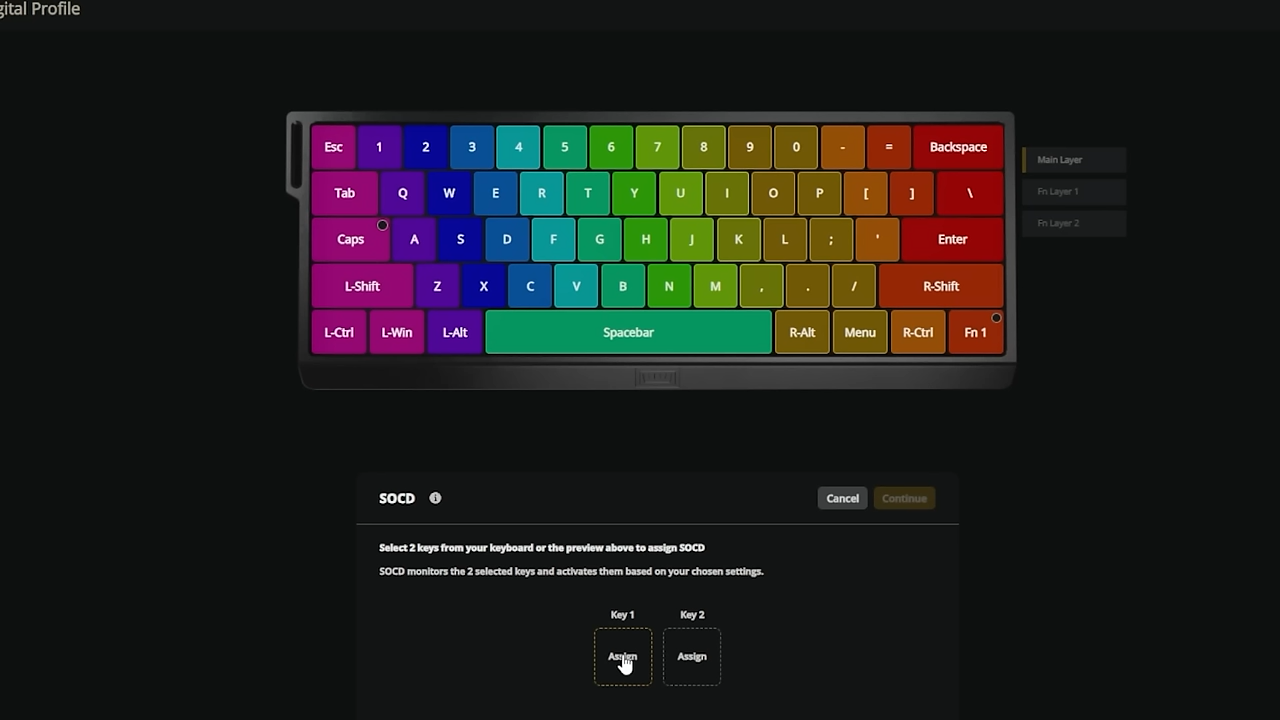 gital Profile
Esc 1 2 3 4 5 6 7 8 9 0 - = Backspace
Tab Q W E R T Y U I O P [ ] \
Caps A S D F G H J K L ; ' Enter
L-Shift Z X C V B N M , . / R-Shift
L-Ctrl L-Win L-Alt Spacebar R-Alt Menu R-Ctrl Fn 1
Main Layer
Fn Layer 1
Fn Layer 2
SOCD
Cancel Continue
Select 2 keys from your keyboard or the preview above to assign SOCD
SOCD monitors the 2 selected keys and activates them based on your chosen settings.
Key 1 Key 2
Assign Assign